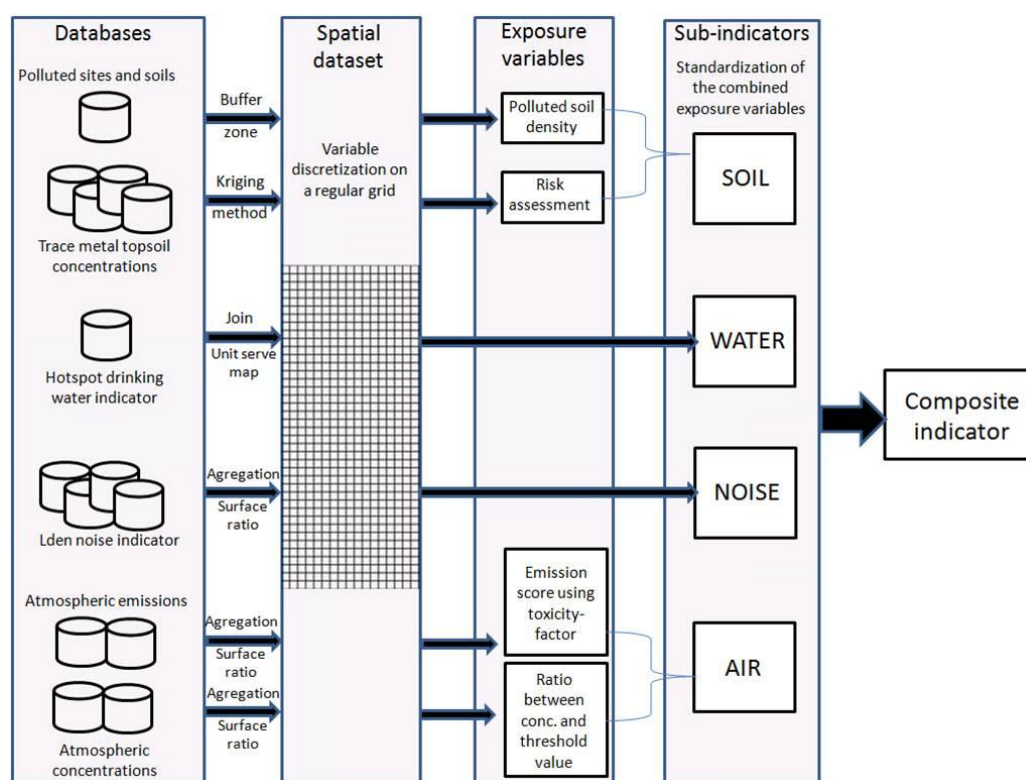 Databases
Polluted sites and soils
Trace metal topsoil
concentrations
Hotspot drinking
water indicator
Lden noise indicator
Atmospheric emissions
Atmospheric
concentrations
Buffer
zone
Kriging
method
Join
Unit serve
map
Agregation
Surface
ratio
Agregation
Surface
ratio
Agregation
Surface
ratio
Spatial
dataset
Variable
discretization on
a regular grid
Exposure
variables
Polluted soil
density
Risk
assessment
Emission
score using
toxicity-
factor
Ratio
between
conc. and
threshold
value
Sub-indicators
Standardization of
the combined
exposure variables
SOIL
WATER
NOISE
AIR
Composite
indicator